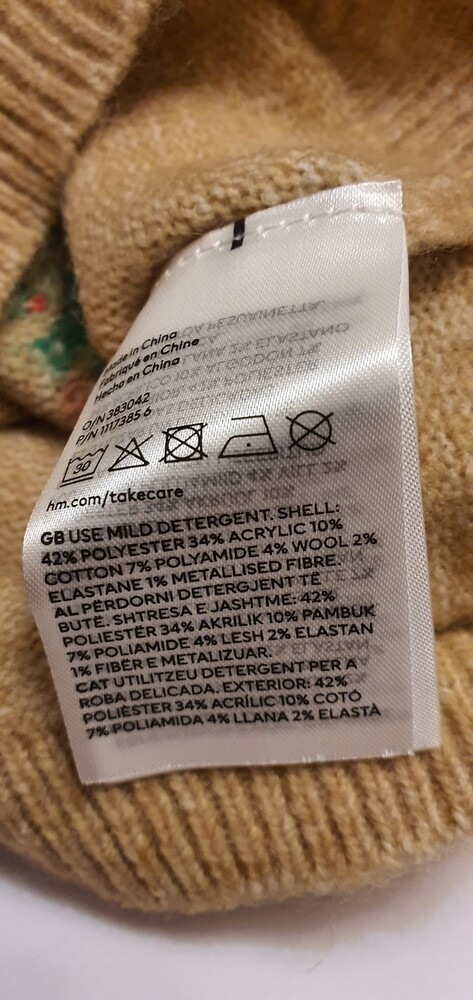 Made in China
Fabriqué en Chine
Hecho en China
O/N 383042
P/N 1117385 6
30
hm.com/takecare
GB USE MILD DETERGENT. SHELL:
42% POLYESTER 34% ACRYLIC 10%
COTTON 7% POLYAMIDE 4% WOOL 2%
ELASTANE 1% METALLISED FIBRE.
AL PËRDORNI DETERGJENT TË
BUTË. SHTRESA E JASHTME: 42%
POLIESTËR 34% AKRILIK 10% PAMBUK
7% POLIAMIDE 4% LESH 2% ELASTAN
1% FIBËR E METALIZUAR.
CAT UTILITZEU DETERGENT PER A
ROBA DELICADA. EXTERIOR: 42%
POLIÈSTER 34% ACRÍLIC 10% COTÓ
7% POLIAMIDA 4% LLANA 2% ELASTÀ